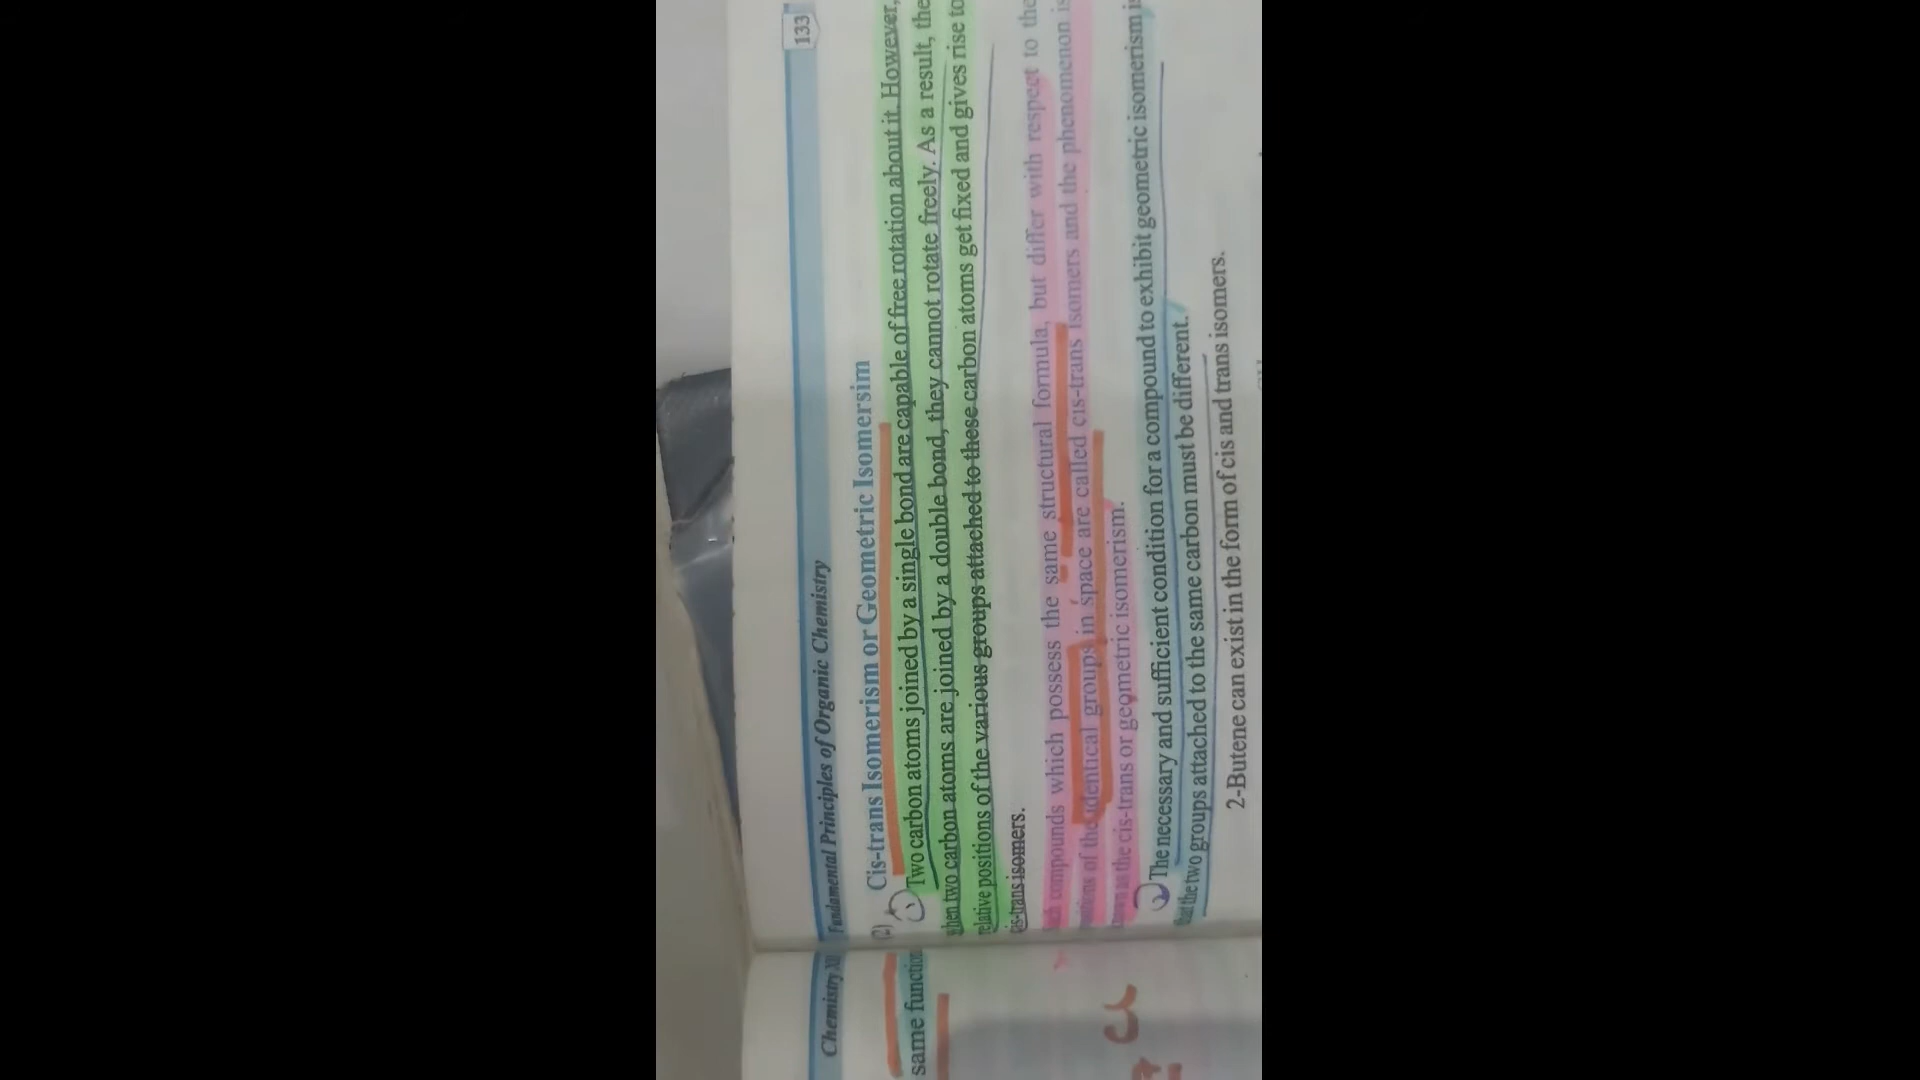 Fundamental Principles of Organic Chemistry 133
(2) Cis-trans Isomerism or Geometric Isomersim
Two carbon atoms joined by a single bond are capable of free rotation about it. However,
when two carbon atoms are joined by a double bond, they cannot rotate freely. As a result, the
relative positions of the various groups attached to these carbon atoms get fixed and gives rise to
cis-trans isomers.
compounds which possess the same structural formula, but differ with respect to the
of the identical groups in space are called cis-trans isomers and the phenomenon is
the cis-trans or geometric isomerism.
The necessary and sufficient condition for a compound to exhibit geometric isomerism is
that the two groups attached to the same carbon must be different.
2-Butene can exist in the form of cis and trans isomers.
Chemistry
same